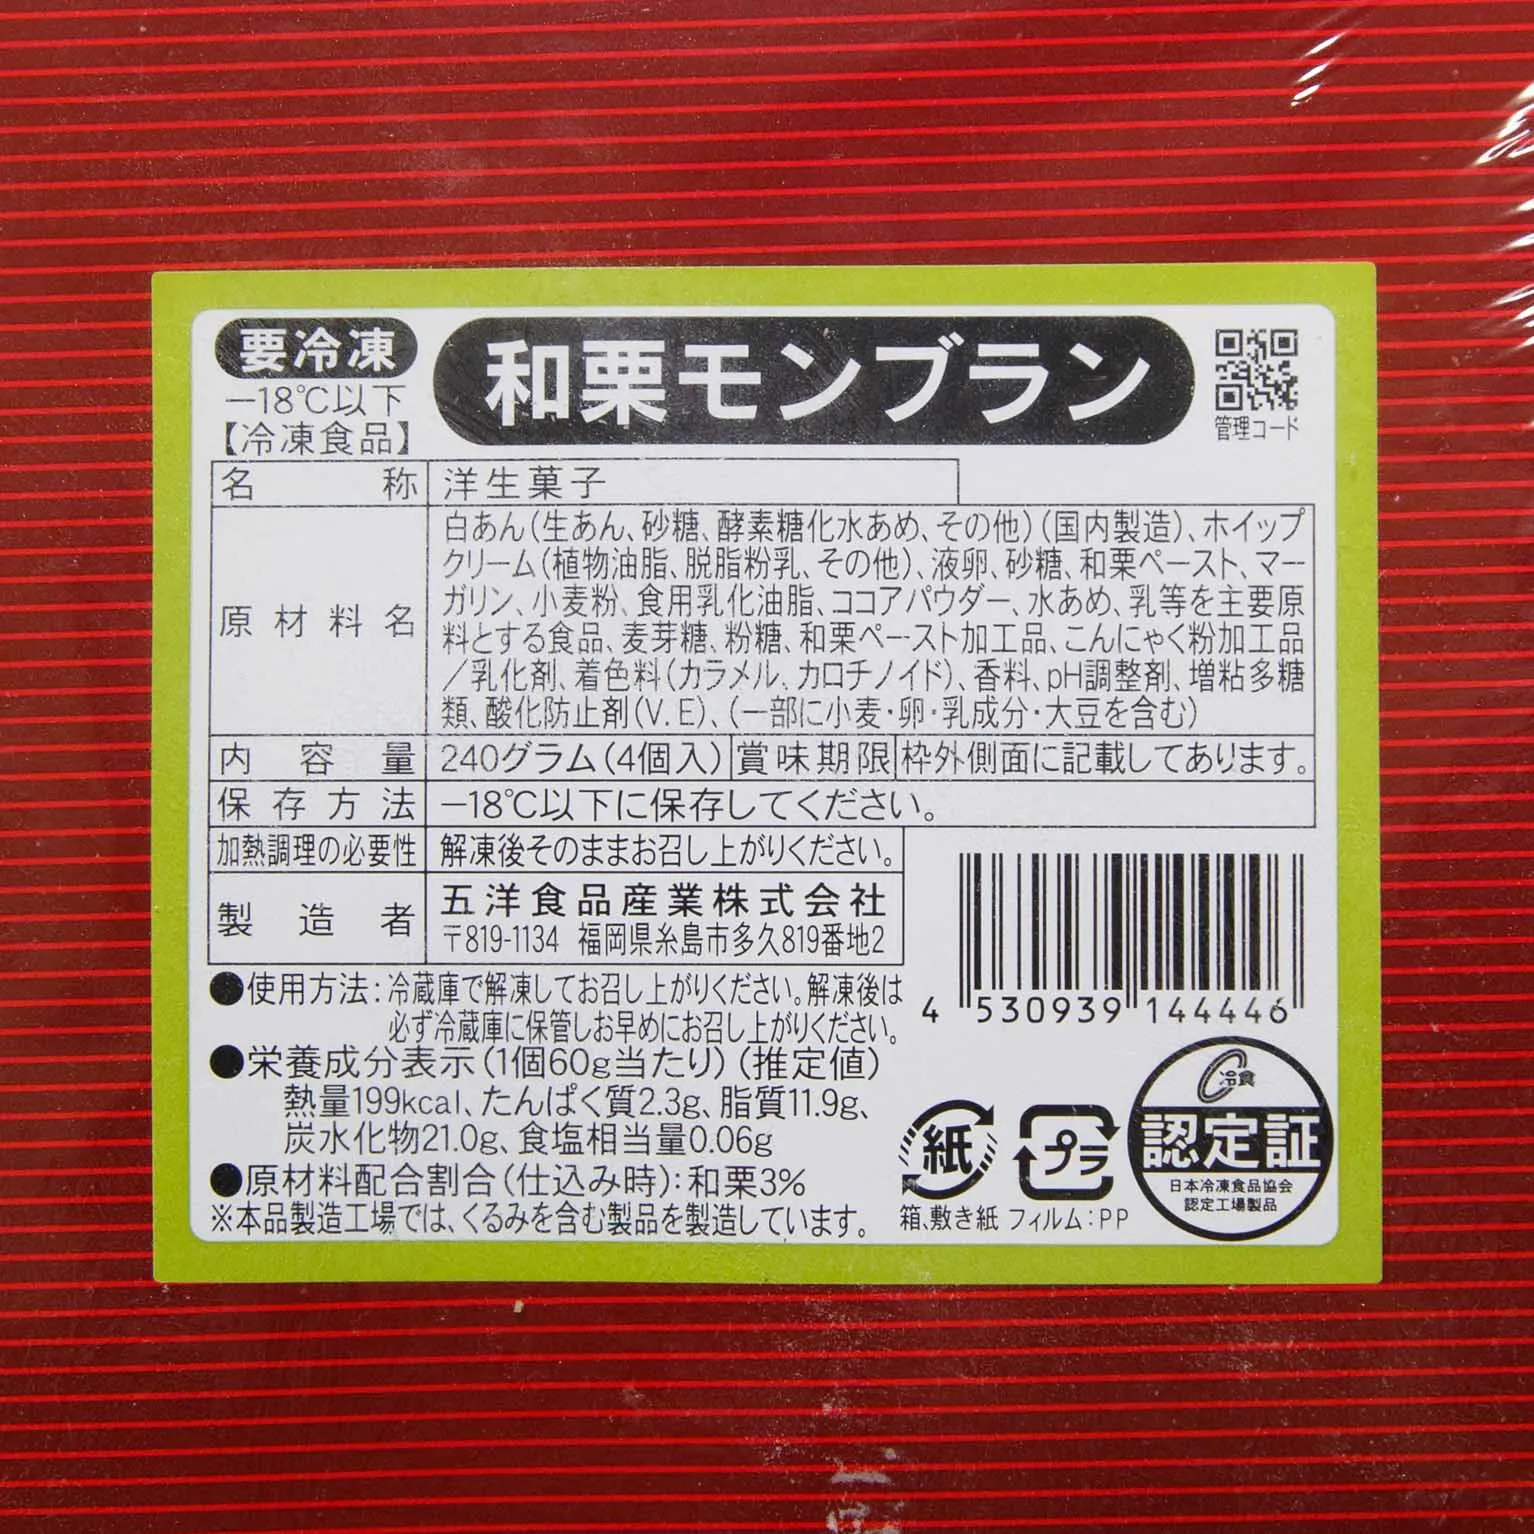 要冷凍
-18℃以下
【冷凍食品】
和栗モンブラン
管理コード
名称 洋生菓子
原材料名 白あん(生あん、砂糖、酵素糖化水あめ、その他)(国内製造)、ホイップ
クリーム(植物油脂、脱脂粉乳、その他)、液卵、砂糖、和栗ペースト、マー
ガリン、小麦粉、食用乳化油脂、ココアパウダー、水あめ、乳等を主要原
料とする食品、麦芽糖、粉糖、和栗ペースト加工品、こんにゃく粉加工品
/乳化剤、着色料(カラメル、カロチノイド)、香料、pH調整剤、増粘多糖
類、酸化防止剤(V.E)、(一部に小麦・卵・乳成分・大豆を含む)
内容量 240グラム(4個入) 賞味期限 枠外側面に記載してあります。
保存方法 -18℃以下に保存してください。
加熱調理の必要性 解凍後そのままお召し上がりください。
製造者 五洋食品産業株式会社
〒819-1134 福岡県糸島市多久819番地2
●使用方法:冷蔵庫で解凍してお召し上がりください。解凍後は
必ず冷蔵庫に保管しお早めにお召し上がりください。
●栄養成分表示(1個60g当たり)(推定値)
熱量199kcal、たんぱく質2.3g、脂質11.9g、
炭水化物21.0g、食塩相当量0.06g
●原材料配合割合(仕込み時):和栗3%
※本品製造工場では、くるみを含む製品を製造しています。
4 530939 144446
紙
プラ
箱、敷き紙 フィルム:PP
冷食
認定証
日本冷凍食品協会
認定工場製品